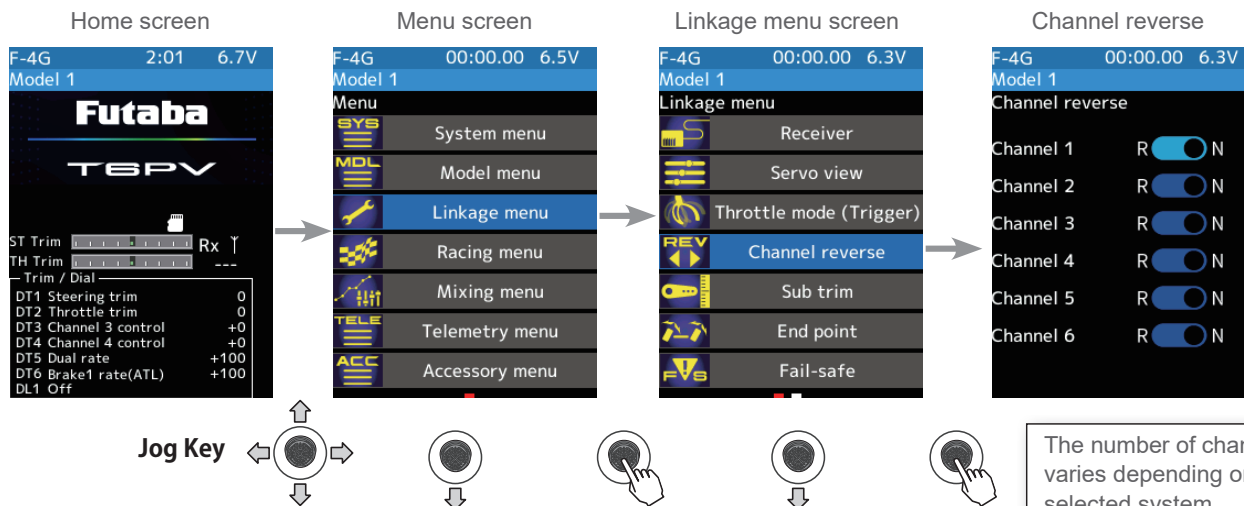 Home screen
Menu screen
Linkage menu screen
Channel reverse
F-4G 2:01 6.7V
Model 1
Futaba
T6PV
ST Trim Rx
TH Trim ---
Trim / Dial
DT1 Steering trim 0
DT2 Throttle trim 0
DT3 Channel 3 control +0
DT4 Channel 4 control +0
DT5 Dual rate +100
DT6 Brake1 rate(ATL) +100
DL1 Off
F-4G 00:00.00 6.5V
Model 1
Menu
SYS System menu
MDL Model menu
Linkage menu
Racing menu
Mixing menu
TELE Telemetry menu
ACC Accessory menu
F-4G 00:00.00 6.3V
Model 1
Linkage menu
Receiver
Servo view
Throttle mode (Trigger)
REV Channel reverse
Sub trim
End point
F S Fail-safe
F-4G 00:00.00 6.3V
Model 1
Channel reverse
Channel 1 R N
Channel 2 R N
Channel 3 R N
Channel 4 R N
Channel 5 R N
Channel 6 R N
Jog Key
The number of
varies depending
selected system